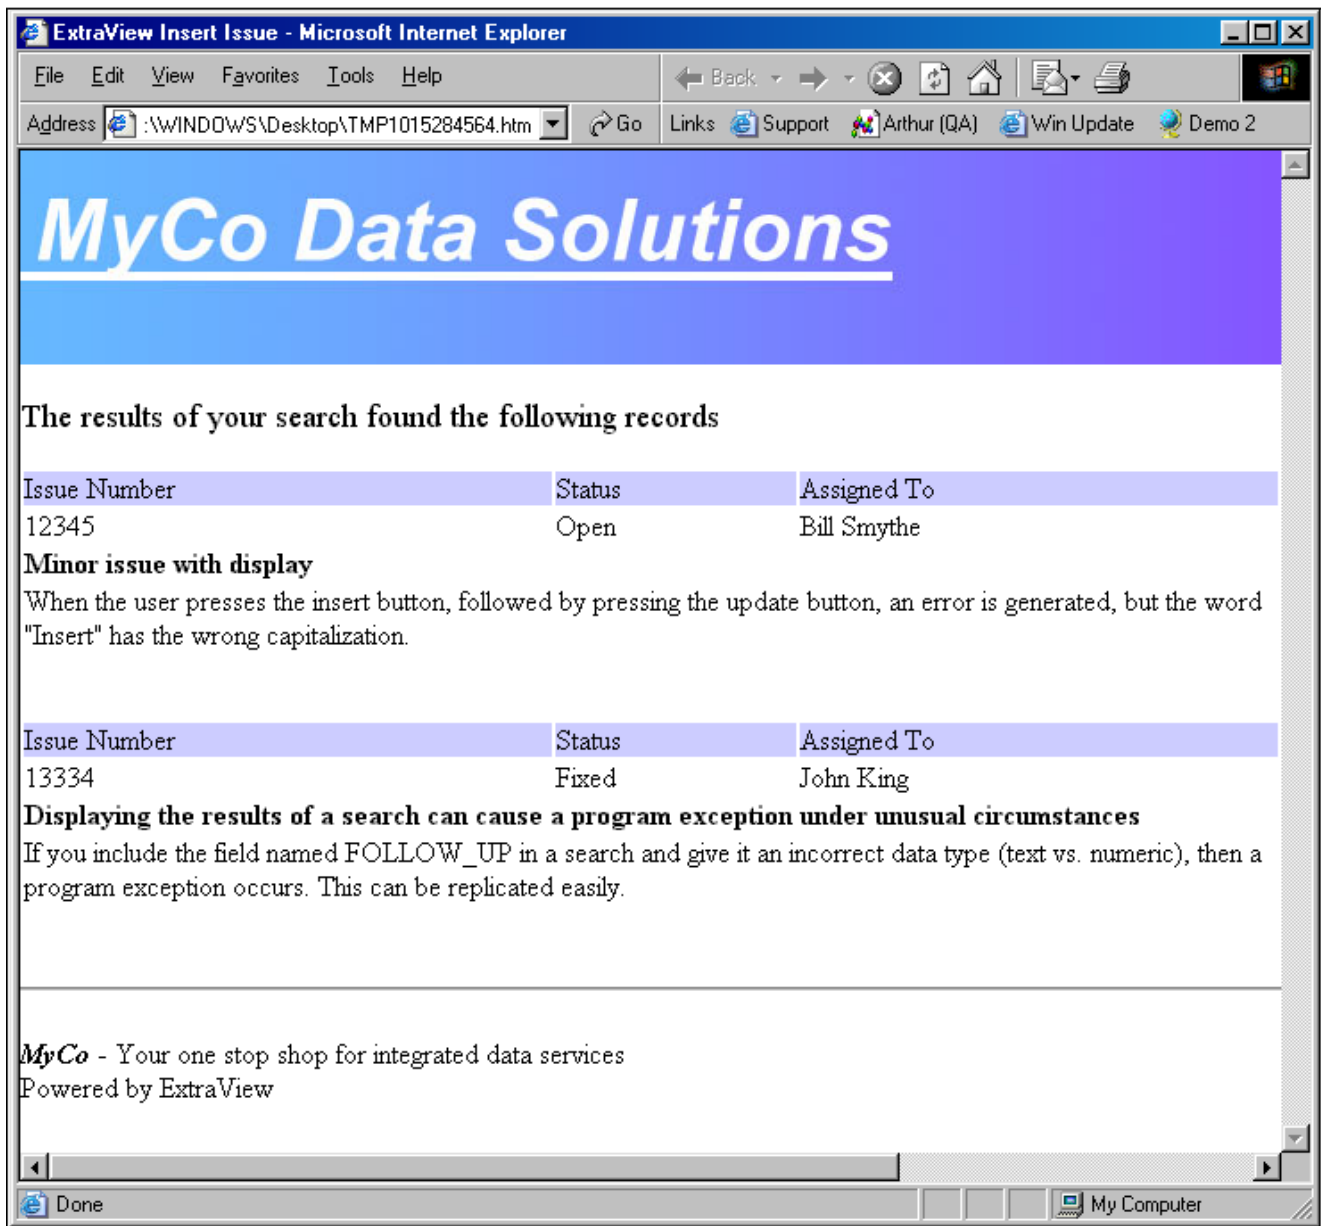 ExtraView Insert Issue - Microsoft Internet Explorer
File Edit View Favorites Tools Help Back
Address :\WINDOWS\Desktop\TMP1015284564.htm Go Links Support Arthur (QA) Win Update Demo 2
MyCo Data Solutions
The results of your search found the following records
Issue Number Status Assigned To
12345 Open Bill Smythe
Minor issue with display
When the user presses the insert button, followed by pressing the update button, an error is generated, but the word
"Insert" has the wrong capitalization.
Issue Number Status Assigned To
13334 Fixed John King
Displaying the results of a search can cause a program exception under unusual circumstances
If you include the field named FOLLOW_UP in a search and give it an incorrect data type (text vs. numeric), then a
program exception occurs. This can be replicated easily.
MyCo - Your one stop shop for integrated data services
Powered by ExtraView
Done My Computer